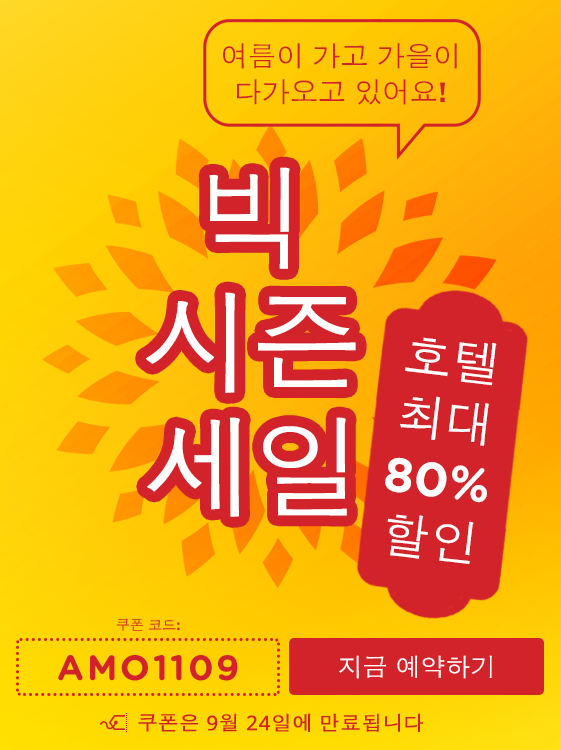 여름이 가고 가을이
다가오고 있어요!
빅
시즌
세일
호텔
최대
80%
할인
쿠폰 코드:
AMO1109
지금 예약하기
쿠폰은 9월 24일에 만료됩니다